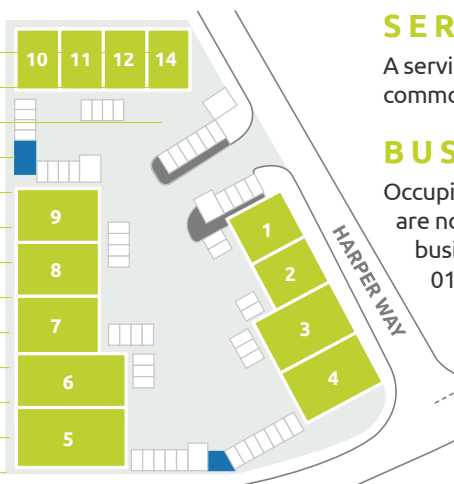 10 11 12 14
9
8
7
6
5
1
2
3
4
HARPER WAY
SER
A servi
commo
BUS
Occupi
are no
busi
01